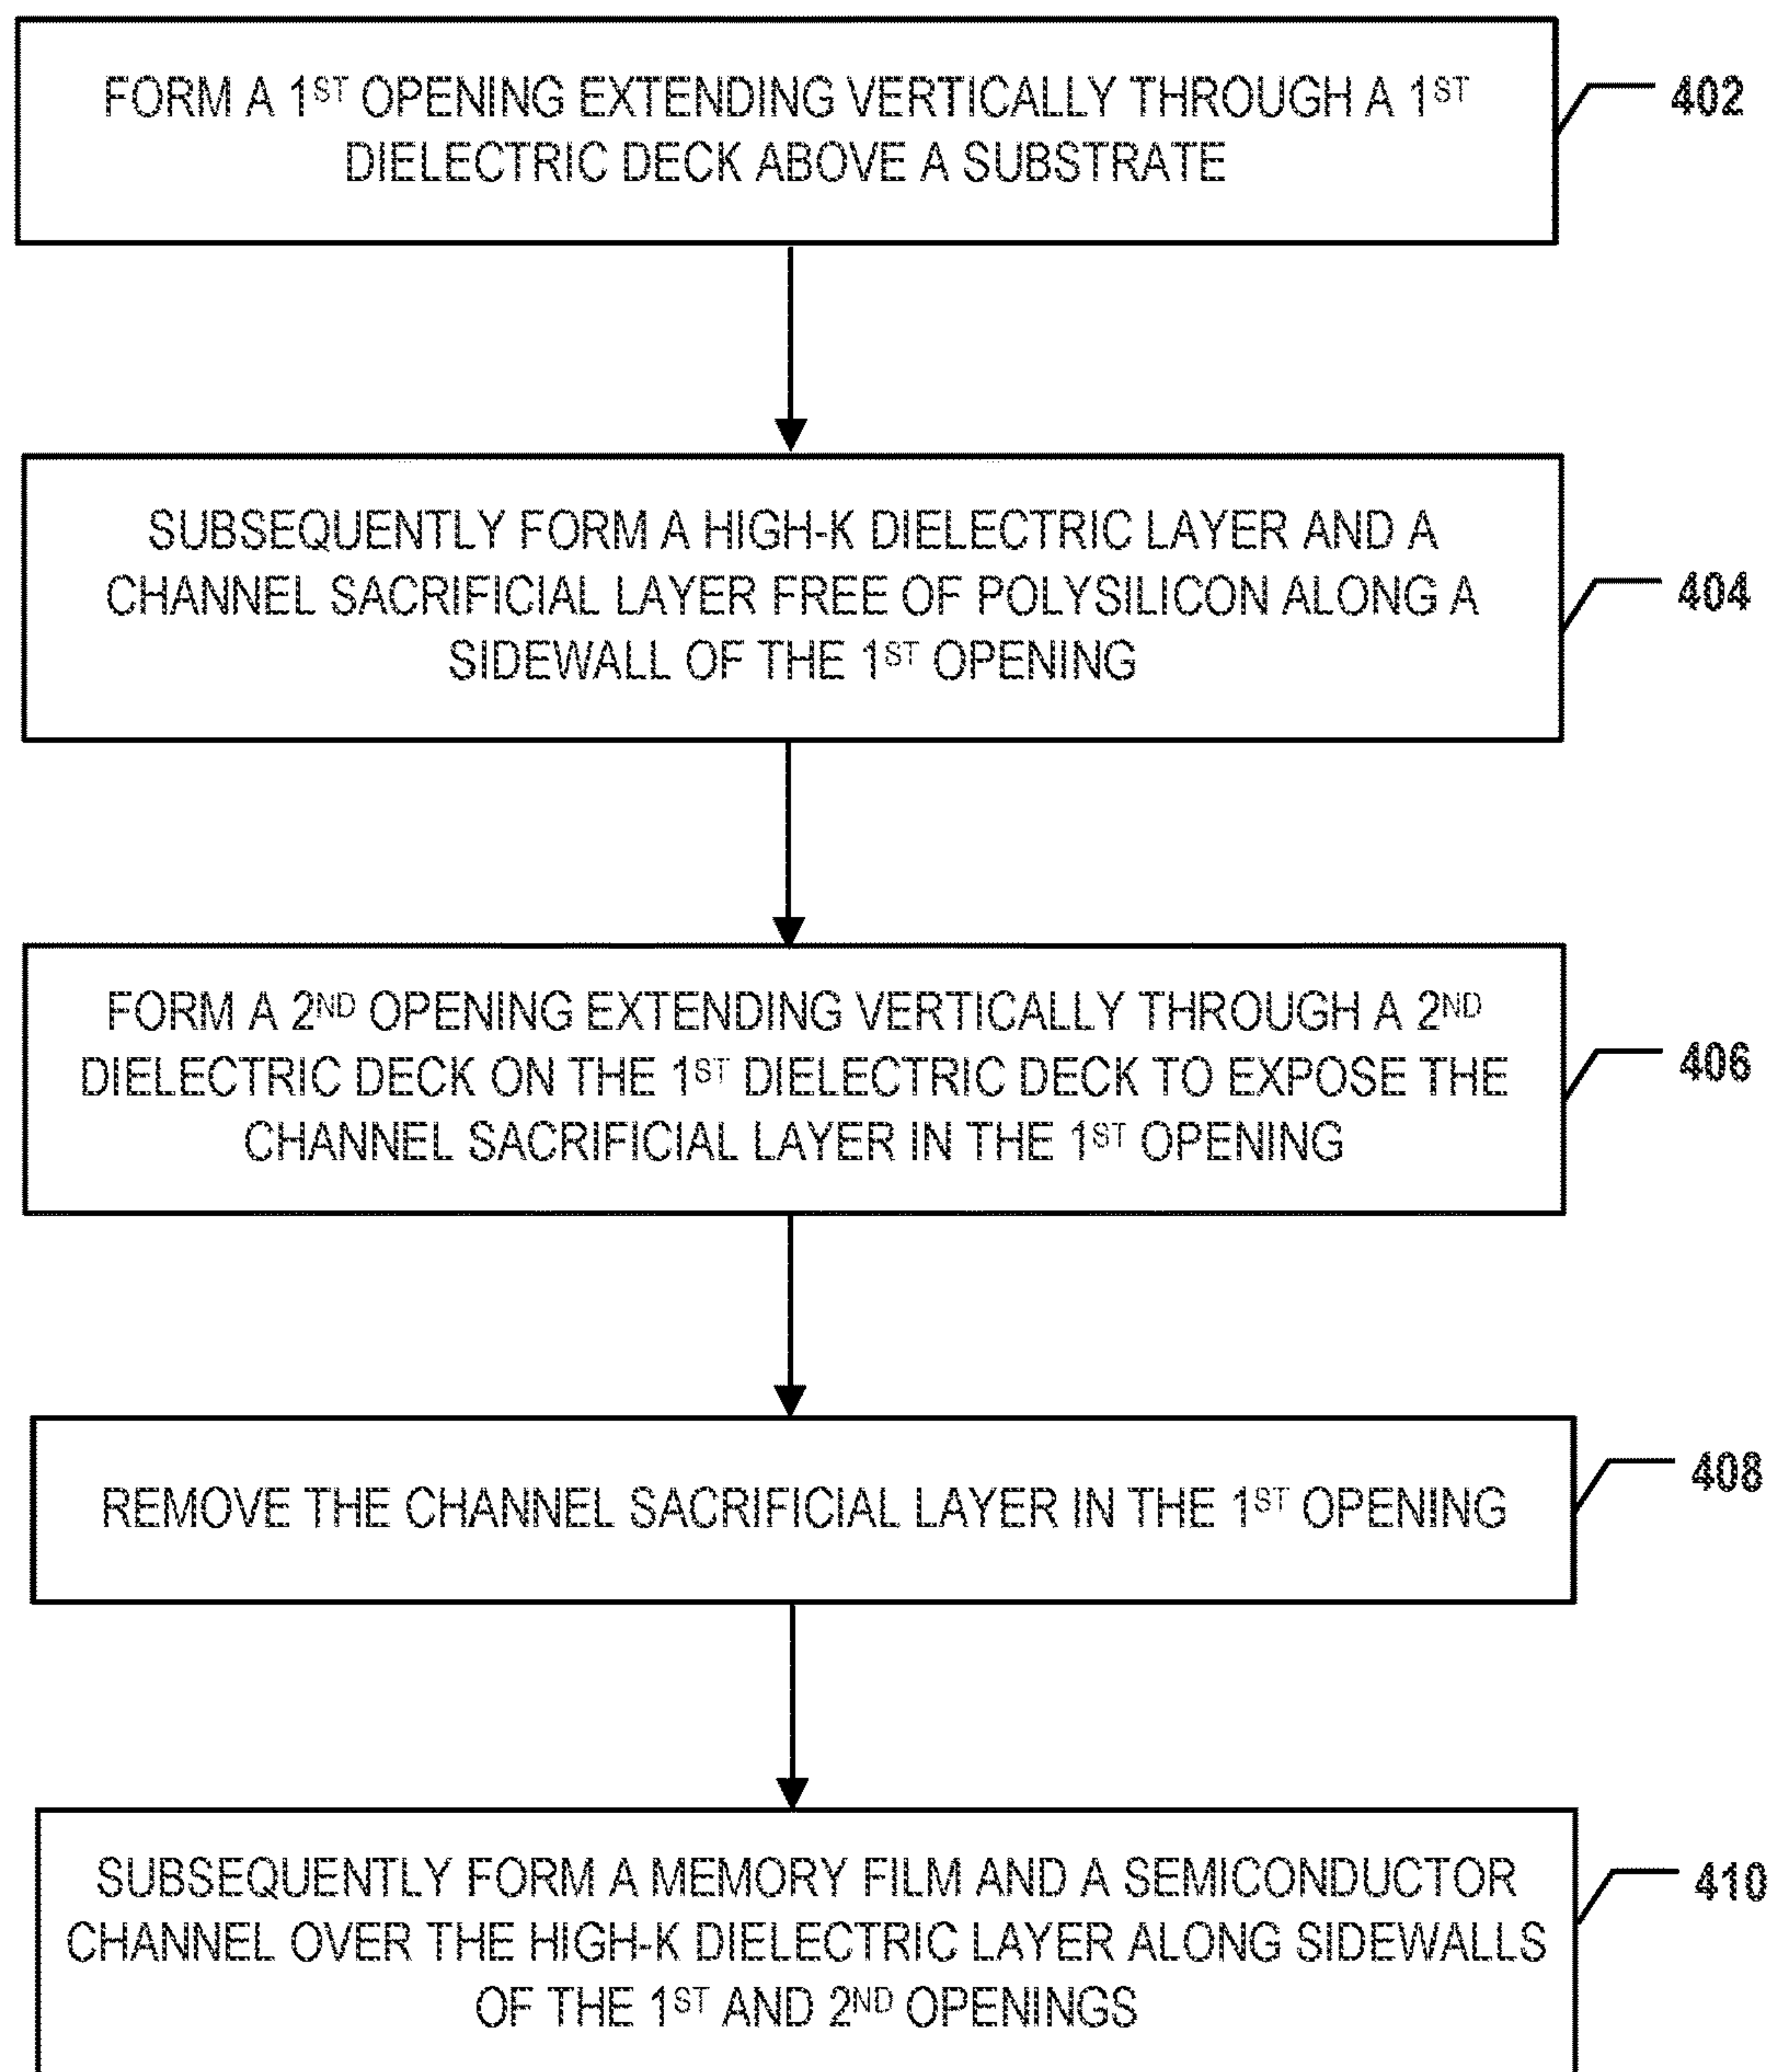 FORM A 1ST OPENING EXTENDING VERTICALLY THROUGH A 1ST
DIELECTRIC DECK ABOVE A SUBSTRATE
402
SUBSEQUENTLY FORM A HIGH-K DIELECTRIC LAYER AND A
CHANNEL SACRIFICIAL LAYER FREE OF POLYSILICON ALONG A
SIDEWALL OF THE 1ST OPENING
404
FORM A 2ND OPENING EXTENDING VERTICALLY THROUGH A 2ND
DIELECTRIC DECK ON THE 1ST DIELECTRIC DECK TO EXPOSE THE
CHANNEL SACRIFICIAL LAYER IN THE 1ST OPENING
406
REMOVE THE CHANNEL SACRIFICIAL LAYER IN THE 1ST OPENING
408
SUBSEQUENTLY FORM A MEMORY FILM AND A SEMICONDUCTOR
CHANNEL OVER THE HIGH-K DIELECTRIC LAYER ALONG SIDEWALLS
OF THE 1ST AND 2ND OPENINGS
410